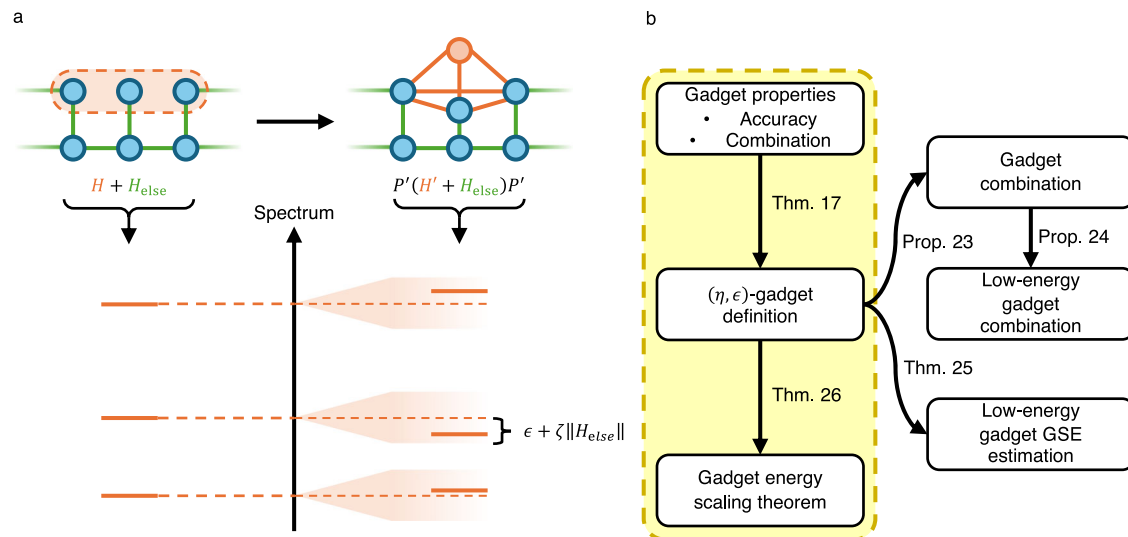 a
H + H_else
P′(H′ + H_else)P′
Spectrum
ϵ + ζ‖H_else‖
b
Gadget properties
• Accuracy
• Combination
Thm. 17
(η, ϵ)-gadget
definition
Thm. 26
Gadget energy
scaling theorem
Prop. 23
Gadget
combination
Prop. 24
Low-energy
gadget
combination
Thm. 25
Low-energy
gadget GSE
estimation